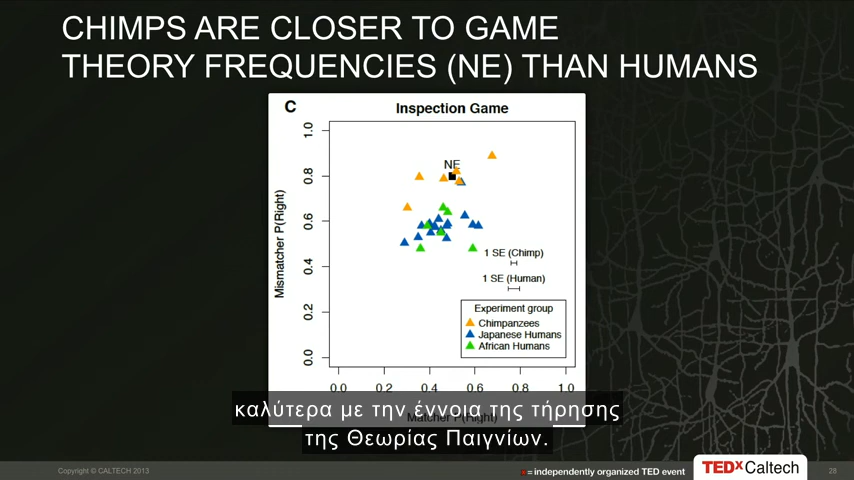 CHIMPS ARE CLOSER TO GAME
THEORY FREQUENCIES (NE) THAN HUMANS
C
Inspection Game
NE
1.0
0.8
0.6
0.4
0.2
0.0
Mismatcher P(Right)
1 SE (Chimp)
1 SE (Human)
Experiment group
Chimpanzees
Japanese Humans
African Humans
0.0 0.2 0.4 0.6 0.8 1.0
Matcher P(Right)
καλύτερα με την έννοια της τήρησης
της Θεωρίας Παιγνίων.
Copyright © CALTECH 2013
x = independently organized TED event
TEDxCaltech
28